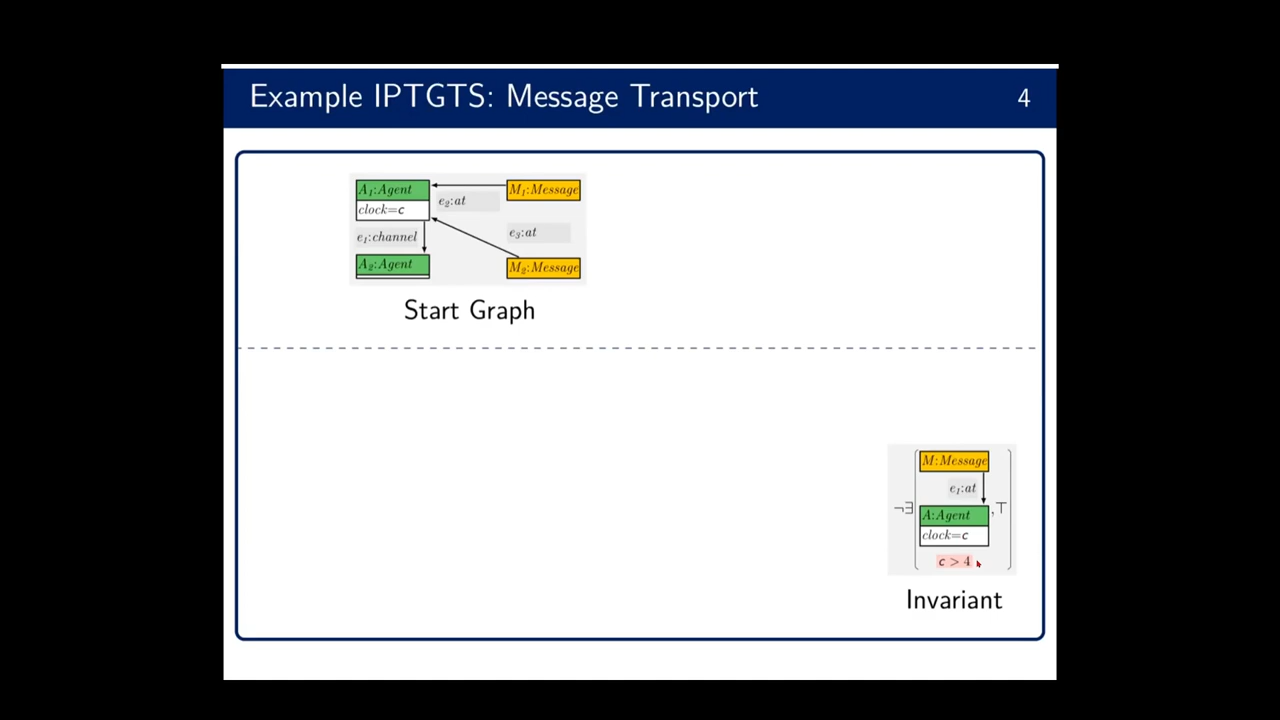 Example IPTGTS: Message Transport 4
A₁:Agent
clock=c
e₂:at
M₁:Message
e₁:channel
e₃:at
A₂:Agent
M₂:Message
Start Graph
M:Message
e₁:at
¬∃
A:Agent
,⊤
clock=c
c > 4
Invariant